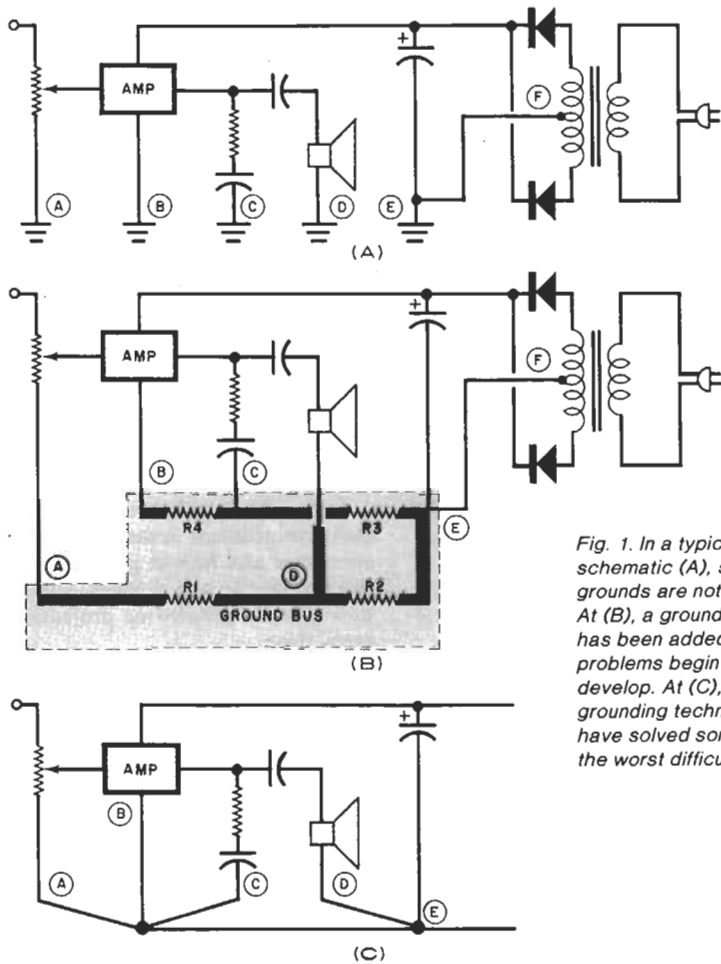 AMP
+
F
A
B
C
D
E
(A)
+
AMP
F
B
C
E
R4
R3
A
D
R1
R2
GROUND BUS
(B)
Fig. 1. In a typic
schematic (A), s
grounds are not
At (B), a ground
has been added
problems begin
develop. At (C),
grounding techn
have solved sor
the worst difficu
+
AMP
B
A
C
D
E
(C)